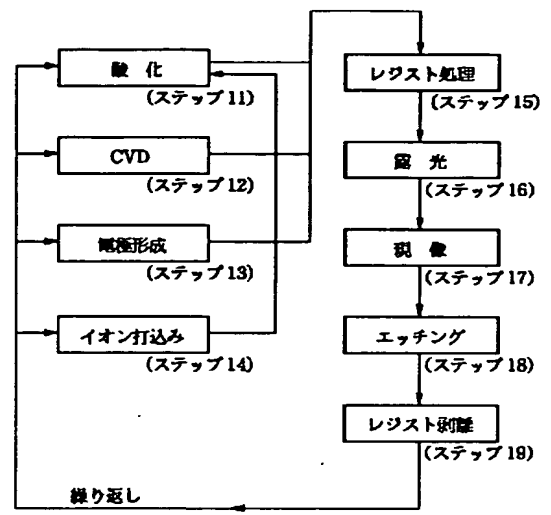 酸 化
(ステップ11)
CVD
(ステップ12)
電極形成
(ステップ13)
イオン打込み
(ステップ14)
レジスト処理
(ステップ15)
露 光
(ステップ16)
現 像
(ステップ17)
エッチング
(ステップ18)
レジスト剥離
(ステップ19)
繰り返し